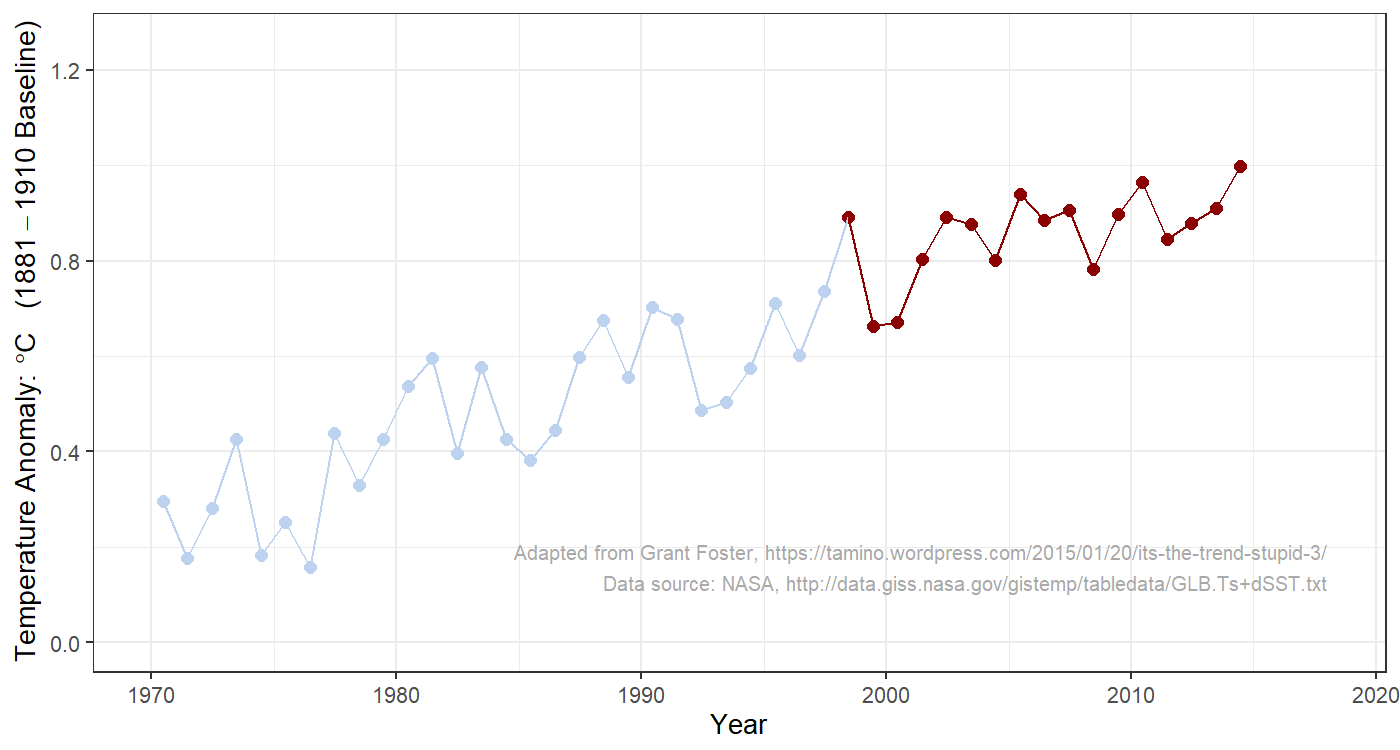 Temperature Anomaly: °C (1881 – 1910 Baseline)
1.2
0.8
0.4
0.0
Adapted from Grant Foster, https://tamino.wordpress.com/2015/01/20/its-the-trend-stupid-3/
Data source: NASA, http://data.giss.nasa.gov/gistemp/tabledata/GLB.Ts+dSST.txt
1970 1980 1990 2000 2010 2020
Year